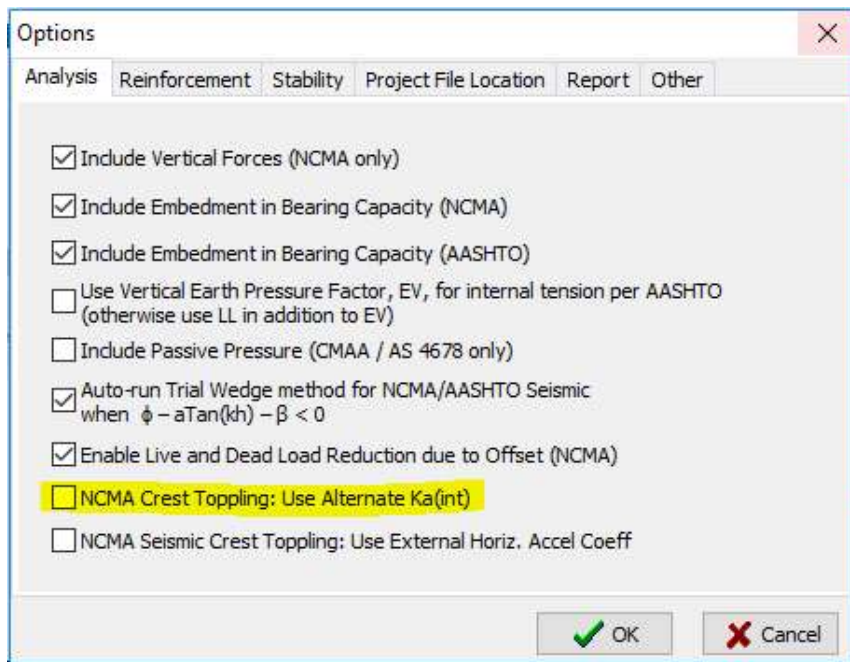 Options
Analysis Reinforcement Stability Project File Location Report Other
Include Vertical Forces (NCMA only)
Include Embedment in Bearing Capacity (NCMA)
Include Embedment in Bearing Capacity (AASHTO)
Use Vertical Earth Pressure Factor, EV, for internal tension per AASHTO
(otherwise use LL in addition to EV)
Include Passive Pressure (CMAA / AS 4678 only)
Auto-run Trial Wedge method for NCMA/AASHTO Seismic
when ϕ – aTan(kh) – β < 0
Enable Live and Dead Load Reduction due to Offset (NCMA)
NCMA Crest Toppling: Use Alternate Ka(int)
NCMA Seismic Crest Toppling: Use External Horiz. Accel Coeff
OK Cancel